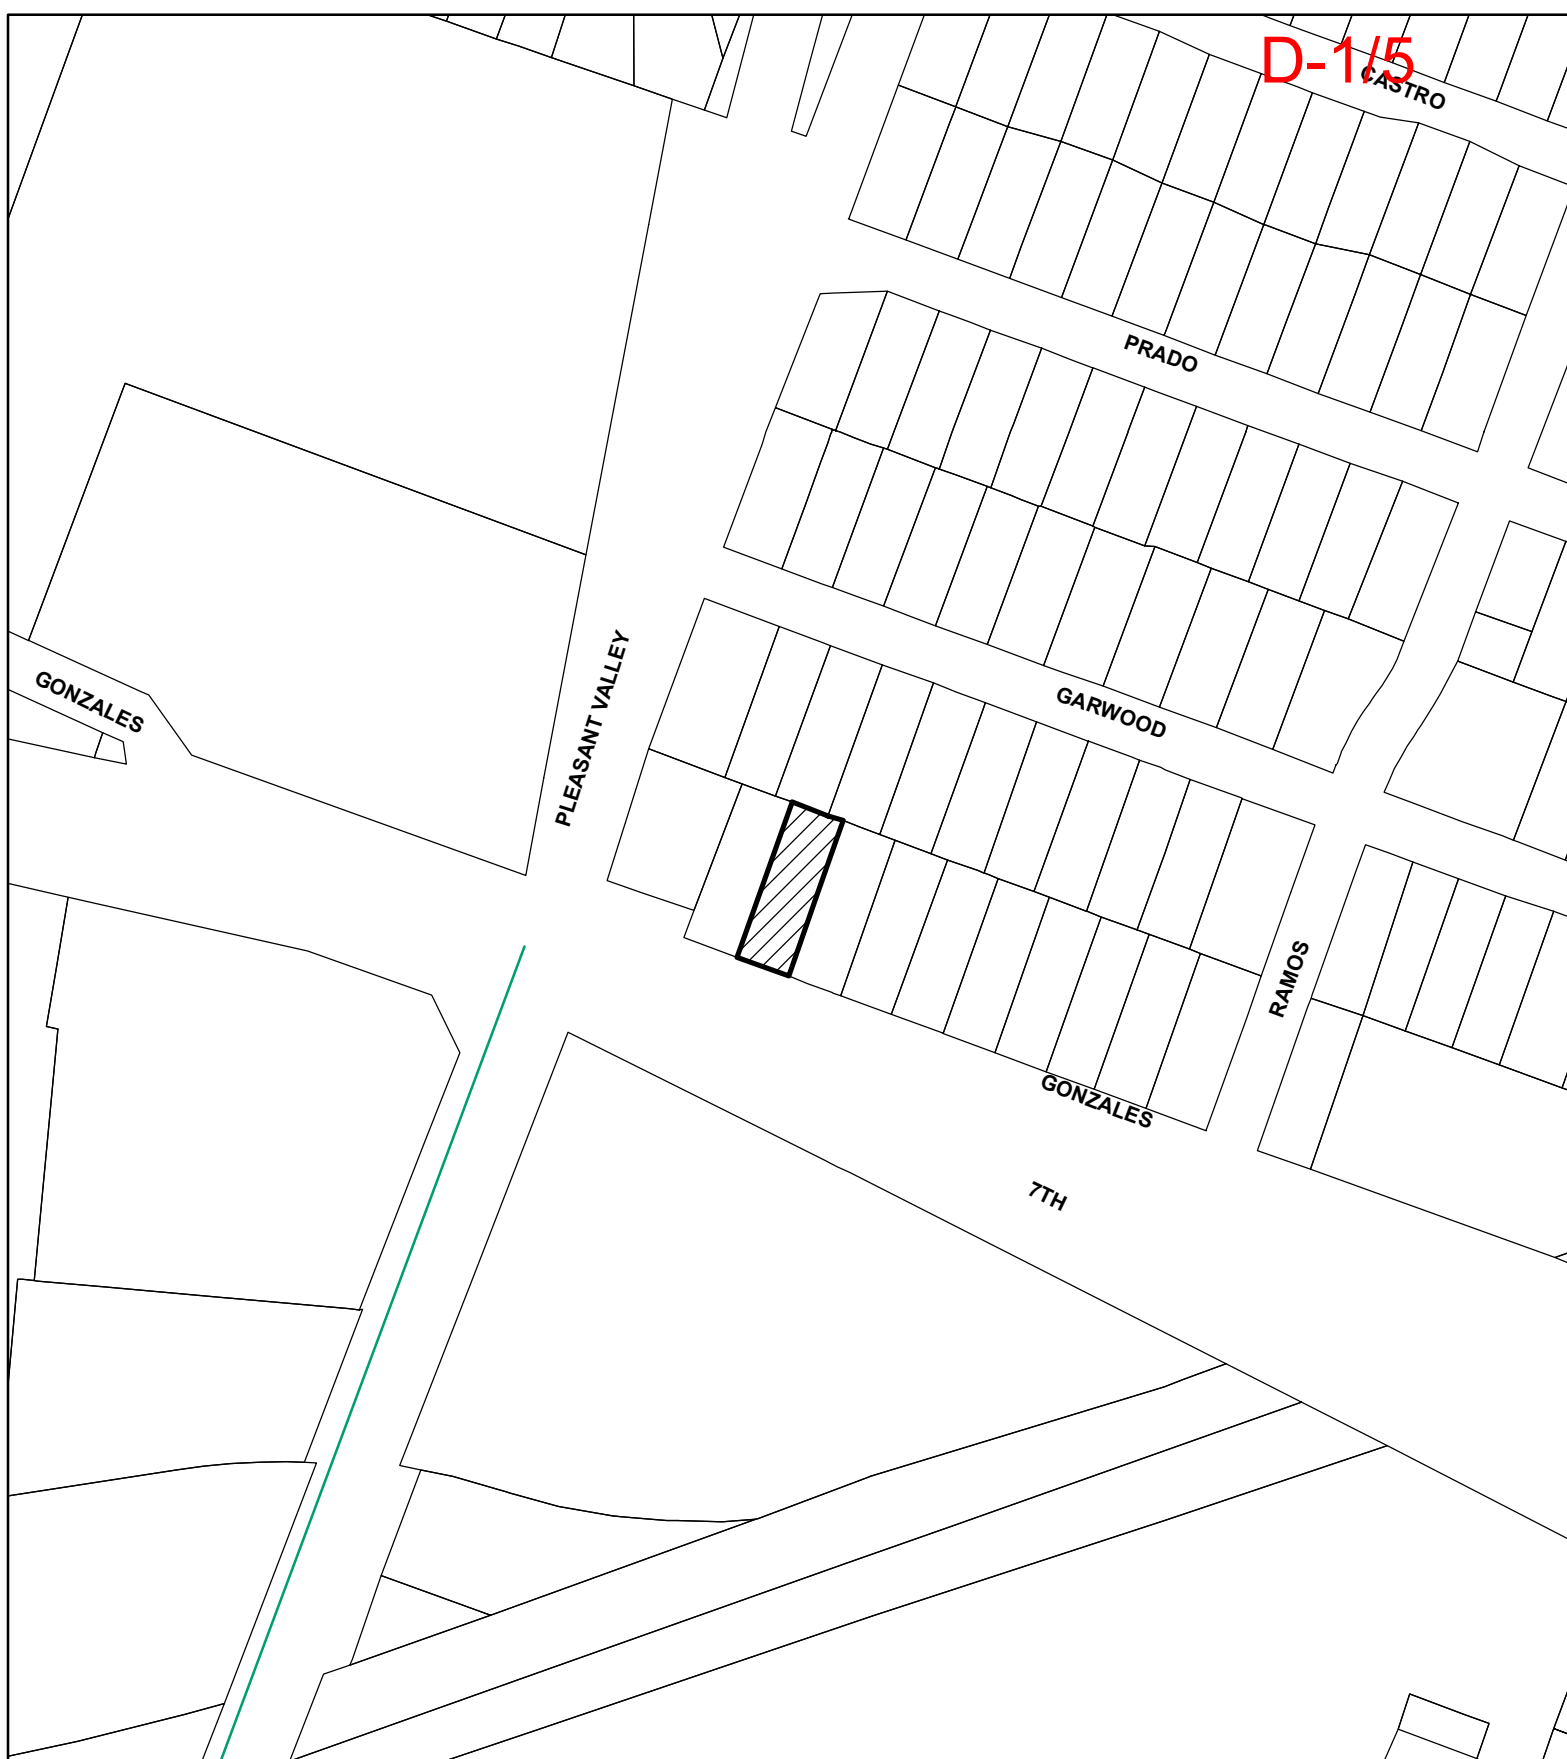 D-1/5
CASTRO
PRADO
PLEASANT VALLEY
GONZALES
GARWOOD
RAMOS
GONZALES
7TH